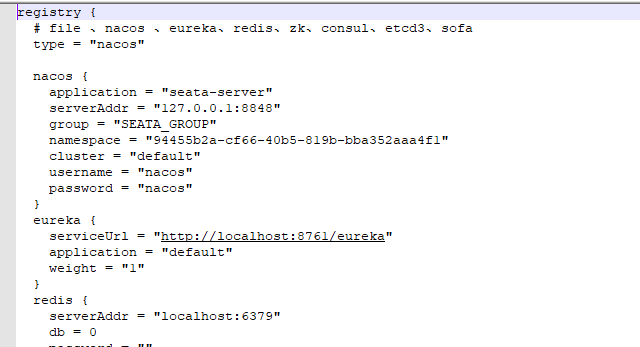 registry {
  # file 、nacos 、eureka、redis、zk、consul、etcd3、sofa
  type = "nacos"

  nacos {
    application = "seata-server"
    serverAddr = "127.0.0.1:8848"
    group = "SEATA_GROUP"
    namespace = "94455b2a-cf66-40b5-819b-bba352aaa4f1"
    cluster = "default"
    username = "nacos"
    password = "nacos"
  }
  eureka {
    serviceUrl = "http://localhost:8761/eureka"
    application = "default"
    weight = "1"
  }
  redis {
    serverAddr = "localhost:6379"
    db = 0
    password = ""